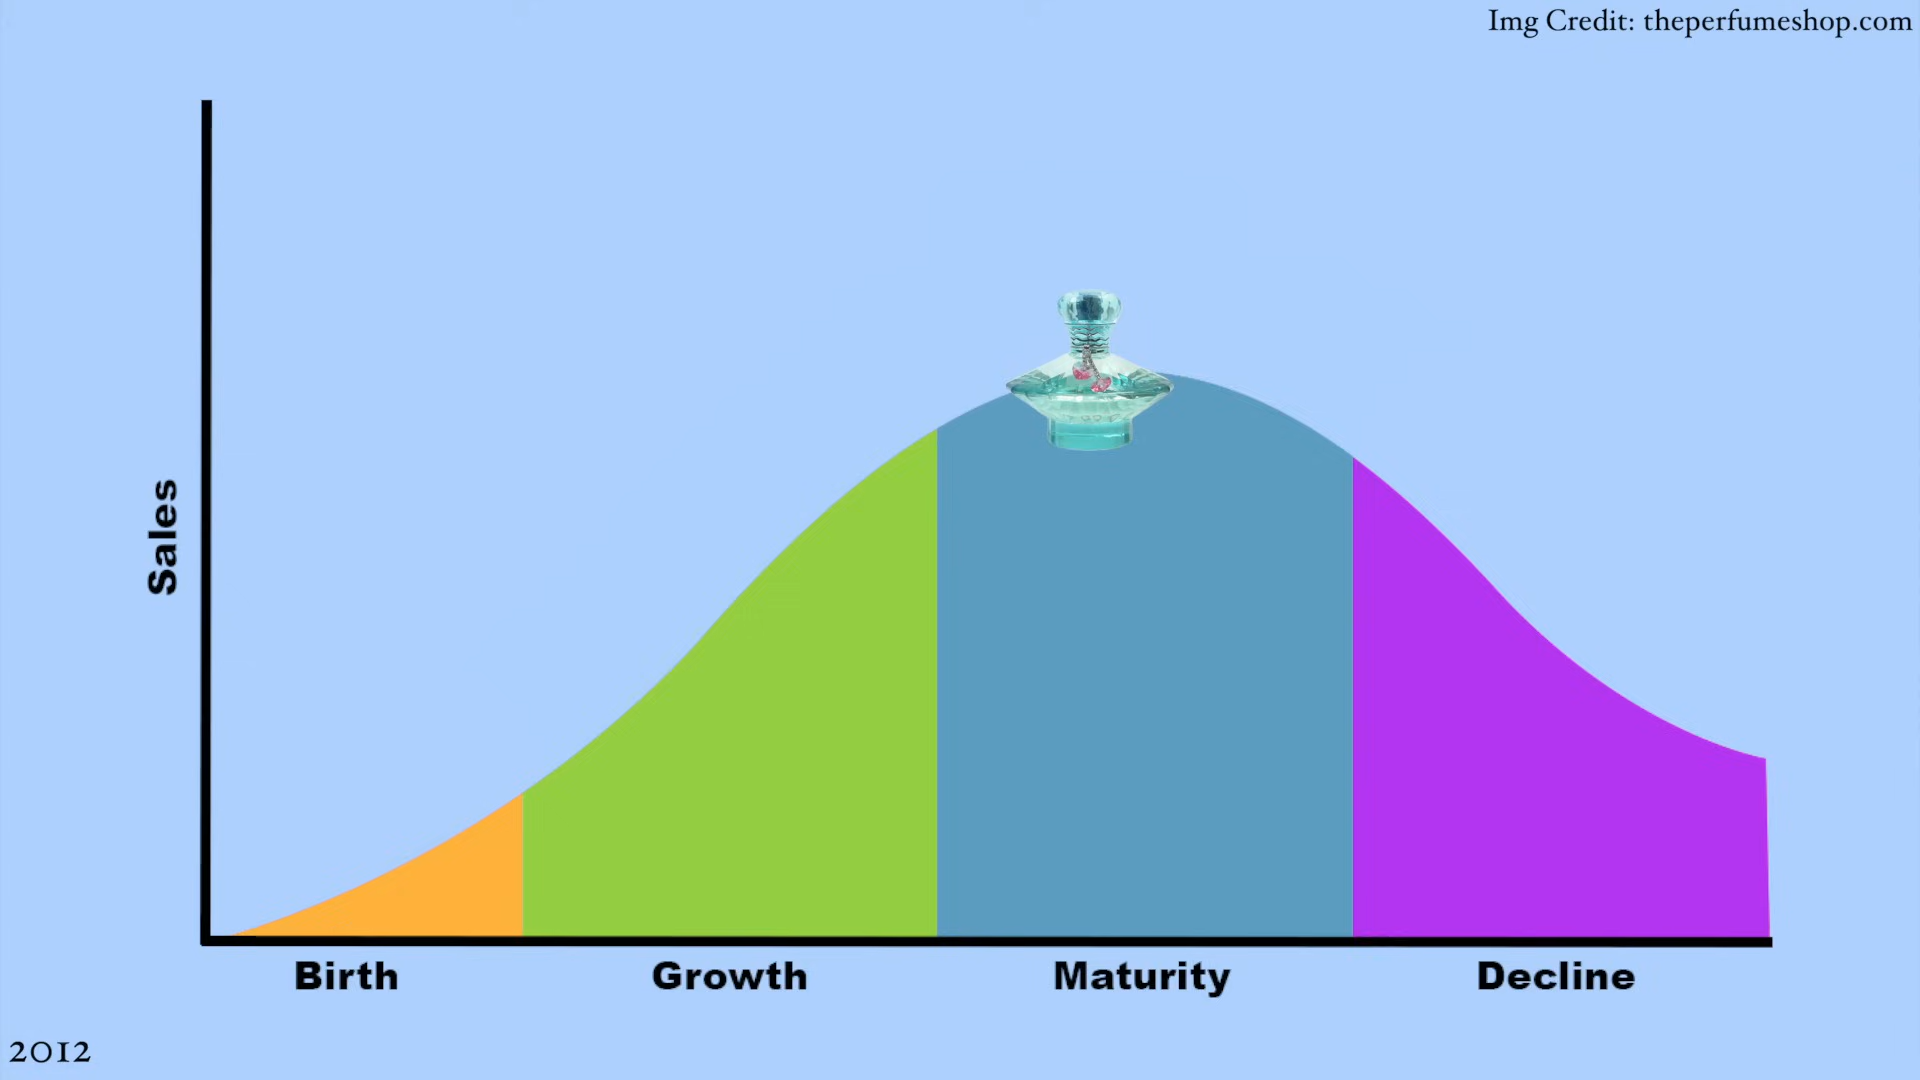 Img Credit: theperfumeshop.com
Sales
Birth
Growth
Maturity
Decline
2012